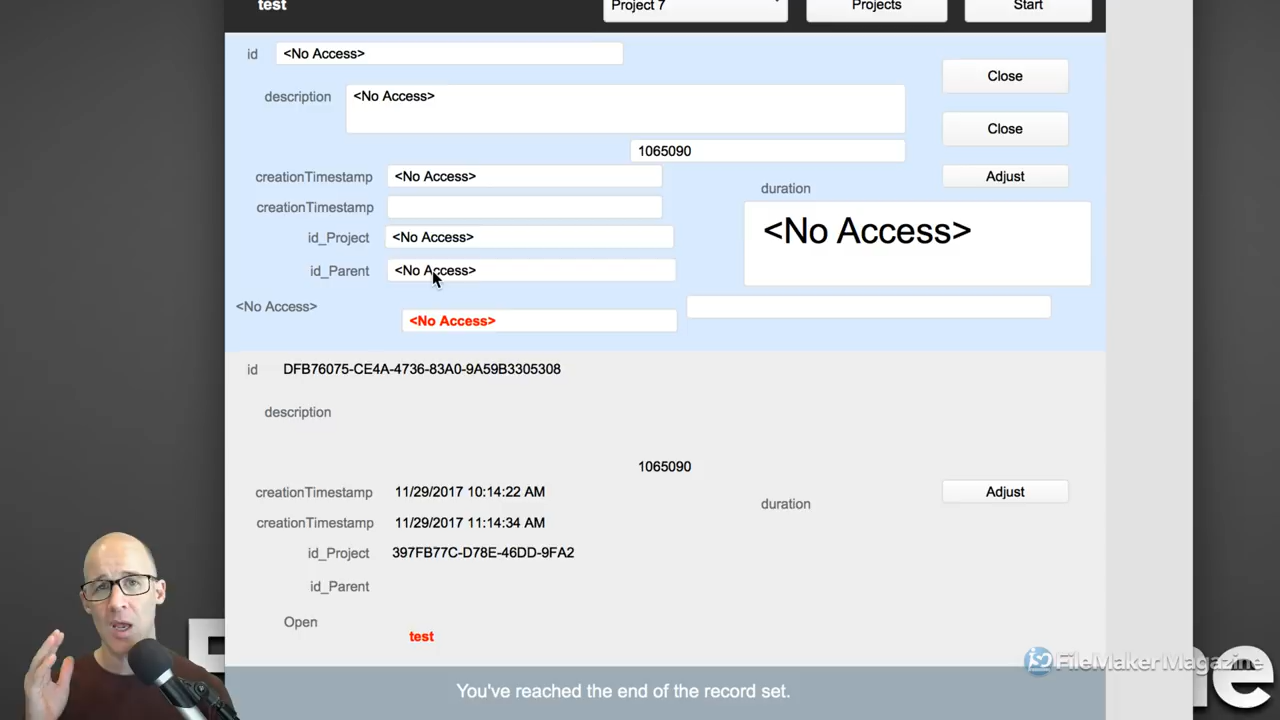 test
Project 7
Projects
Start
id
<No Access>
Close
description
<No Access>
Close
1065090
creationTimestamp
<No Access>
Adjust
duration
<No Access>
creationTimestamp
id_Project
<No Access>
id_Parent
<No Access>
<No Access>
<No Access>
id
DFB76075-CE4A-4736-83A0-9A59B3305308
description
1065090
creationTimestamp
11/29/2017 10:14:22 AM
Adjust
duration
creationTimestamp
11/29/2017 11:14:34 AM
id_Project
397FB77C-D78E-46DD-9FA2
id_Parent
Open
test
FileMakerMagazine
You've reached the end of the record set.